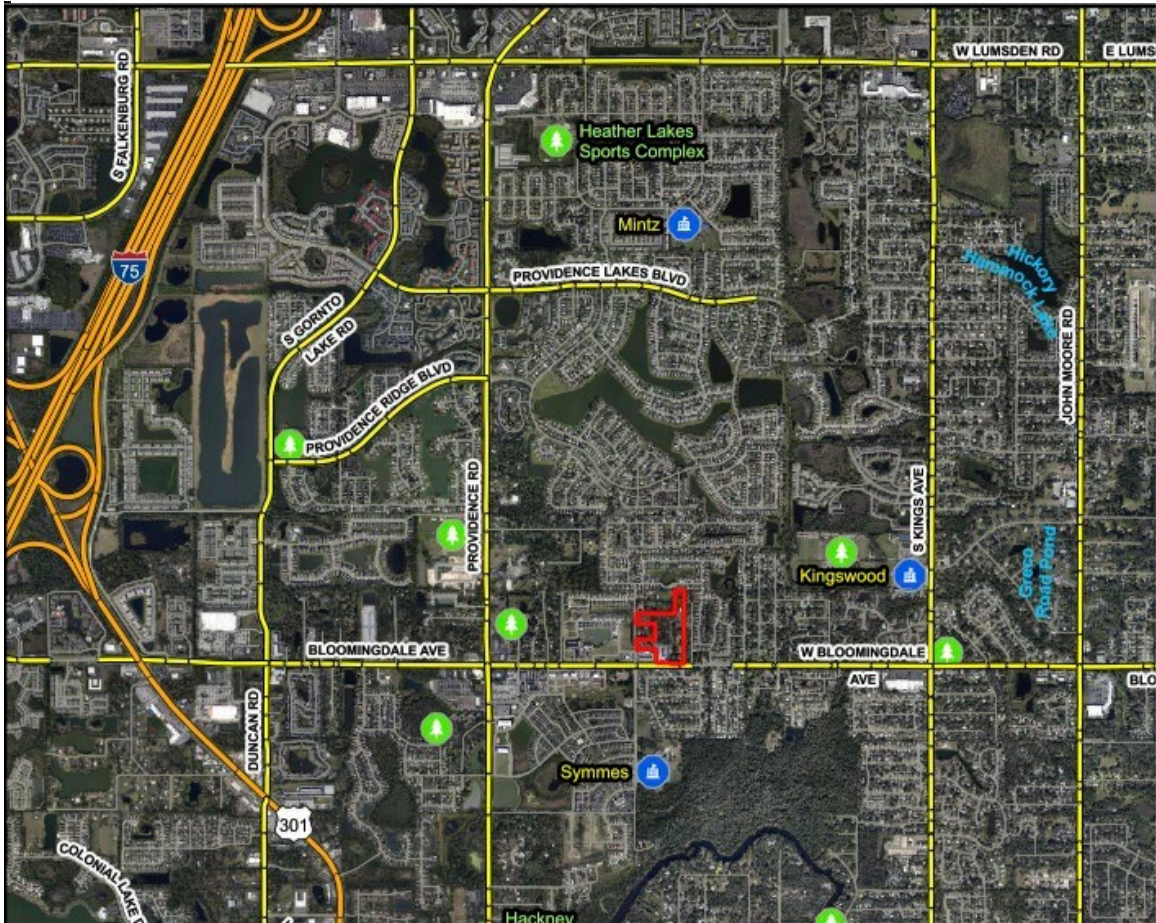 W LUMSDEN RD
E LUMS
S FALKENBURG RD
Heather Lakes
Sports Complex
Mintz
75
PROVIDENCE LAKES BLVD
Hickory
Hammock Lake
S GORNTO
LAKE RD
JOHN MOORE RD
PROVIDENCE RIDGE BLVD
PROVIDENCE RD
S KINGS AVE
Kingswood
Greco
Road Pond
BLOOMINGDALE AVE
W BLOOMINGDALE
AVE
BLO
DUNCAN RD
Symmes
301
COLONIAL LAKE
Hackney